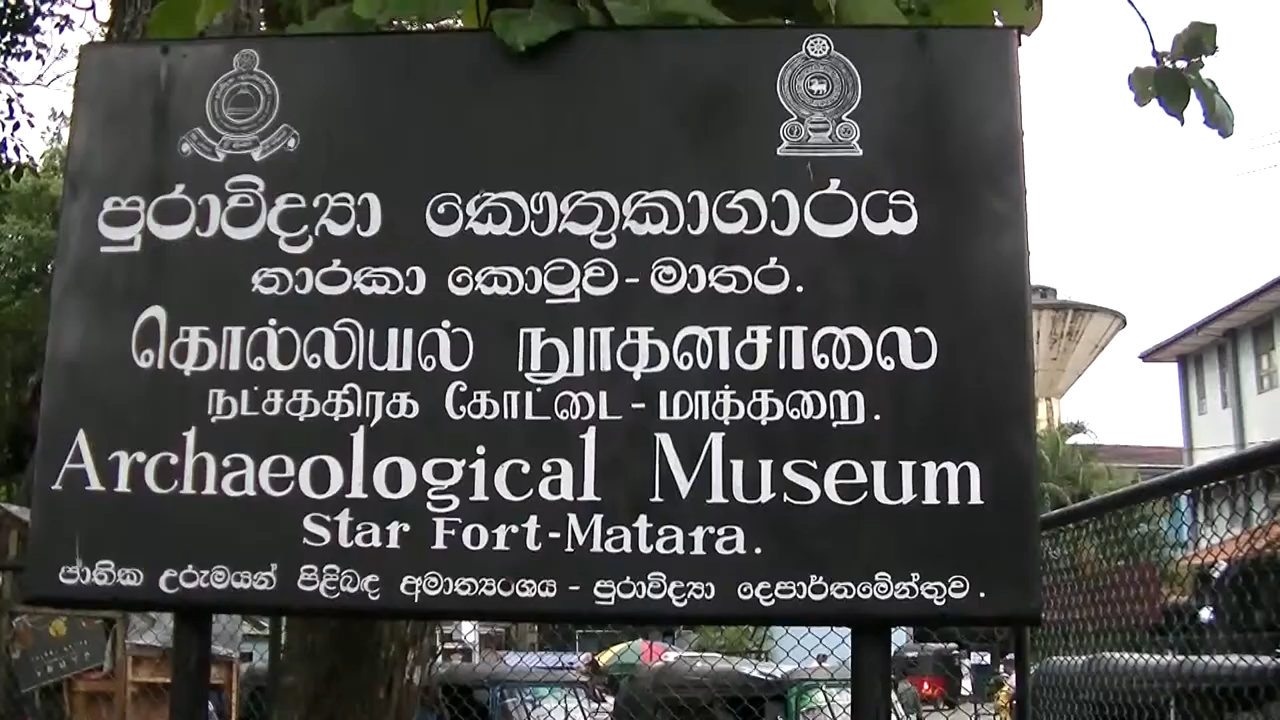 පුරාවිද්‍යා කෞතුකාගාරය
තාරකා කොටුව - මාතර.
தொல்லியல் நூதனசாலை
நட்சததிரக கோட்டை - மாத்தறை.
Archaeological Museum
Star Fort-Matara.
ජාතික උරුමයන් පිළිබඳ අමාත්‍යංශය - පුරාවිද්‍යා දෙපාර්තමේන්තුව.